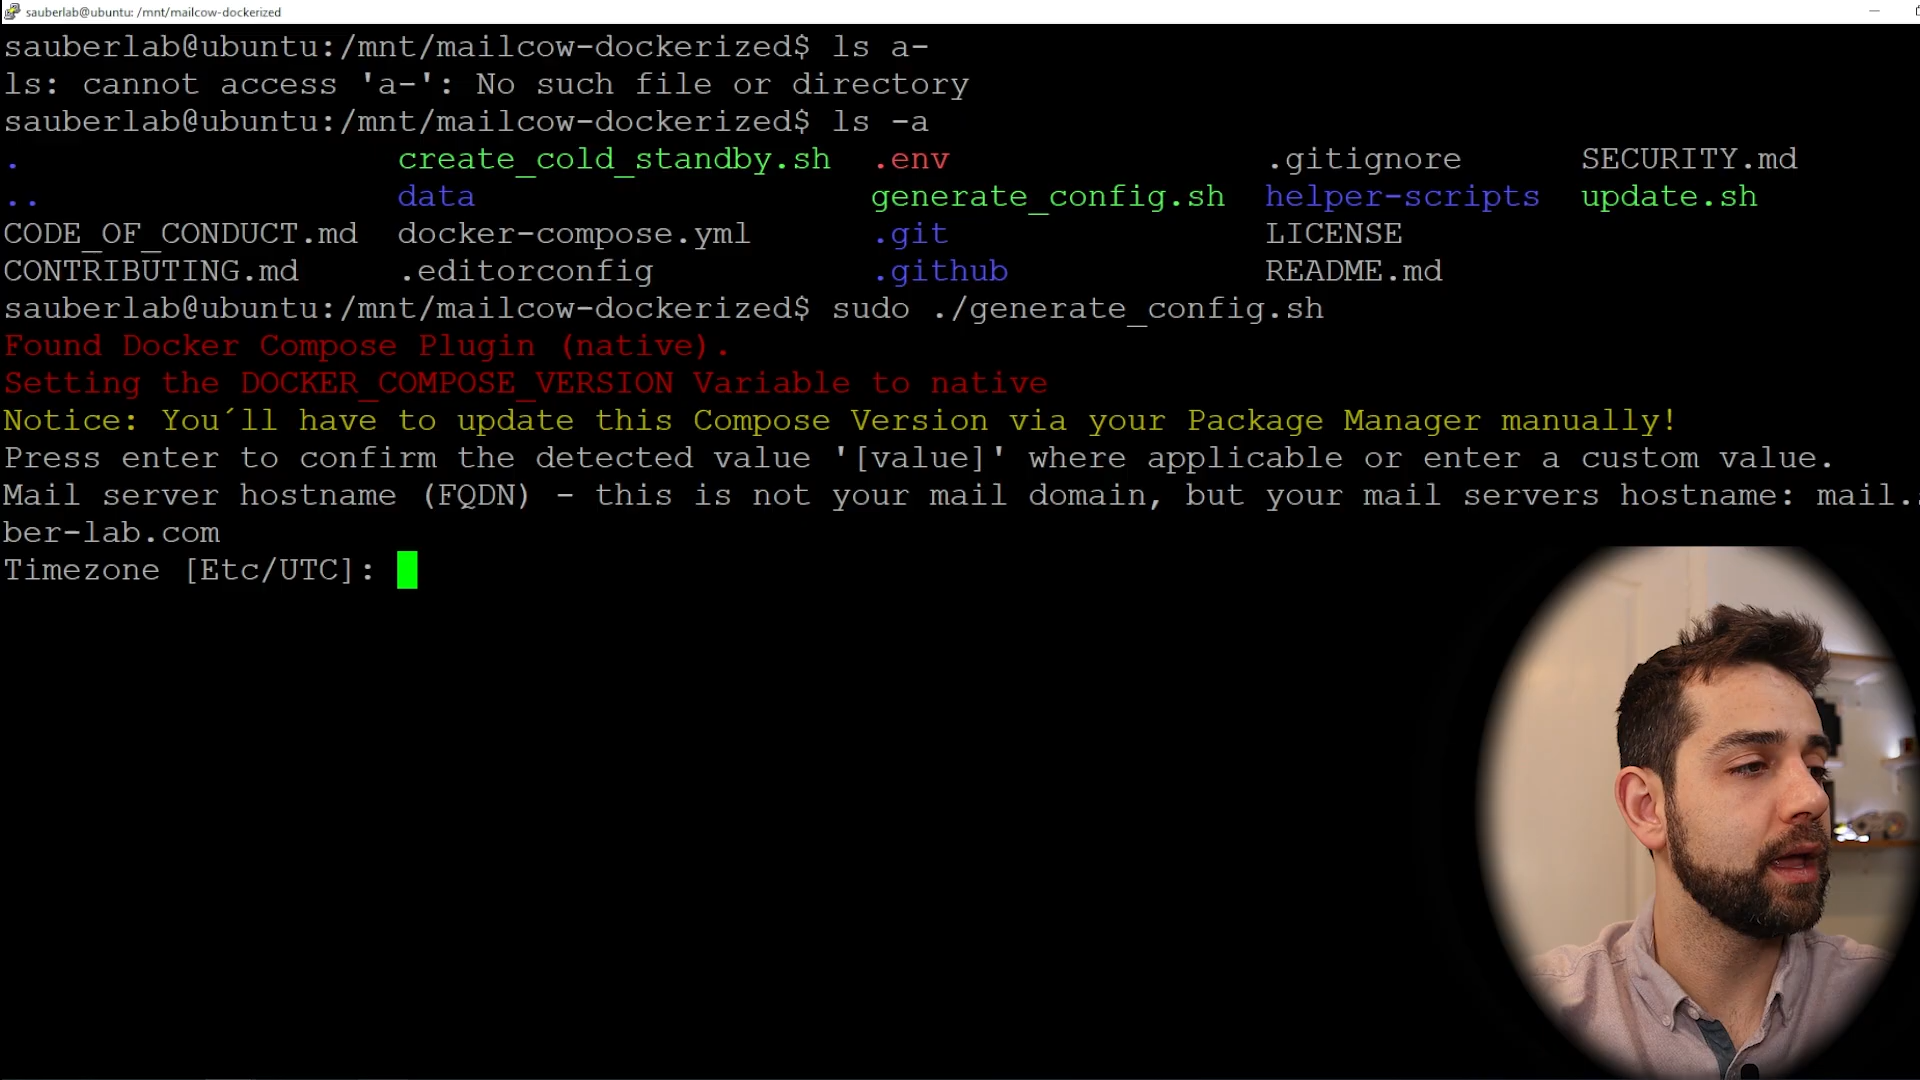 sauberlab@ubuntu: /mnt/mailcow-dockerized
sauberlab@ubuntu:/mnt/mailcow-dockerized$ ls a-
ls: cannot access 'a-': No such file or directory
sauberlab@ubuntu:/mnt/mailcow-dockerized$ ls -a
. create_cold_standby.sh .env .gitignore SECURITY.md
.. data generate_config.sh helper-scripts update.sh
CODE_OF_CONDUCT.md docker-compose.yml .git LICENSE
CONTRIBUTING.md .editorconfig .github README.md
sauberlab@ubuntu:/mnt/mailcow-dockerized$ sudo ./generate_config.sh
Found Docker Compose Plugin (native).
Setting the DOCKER_COMPOSE_VERSION Variable to native
Notice: You´ll have to update this Compose Version via your Package Manager manually!
Press enter to confirm the detected value '[value]' where applicable or enter a custom value.
Mail server hostname (FQDN) - this is not your mail domain, but your mail servers hostname: mail.
ber-lab.com
Timezone [Etc/UTC]: